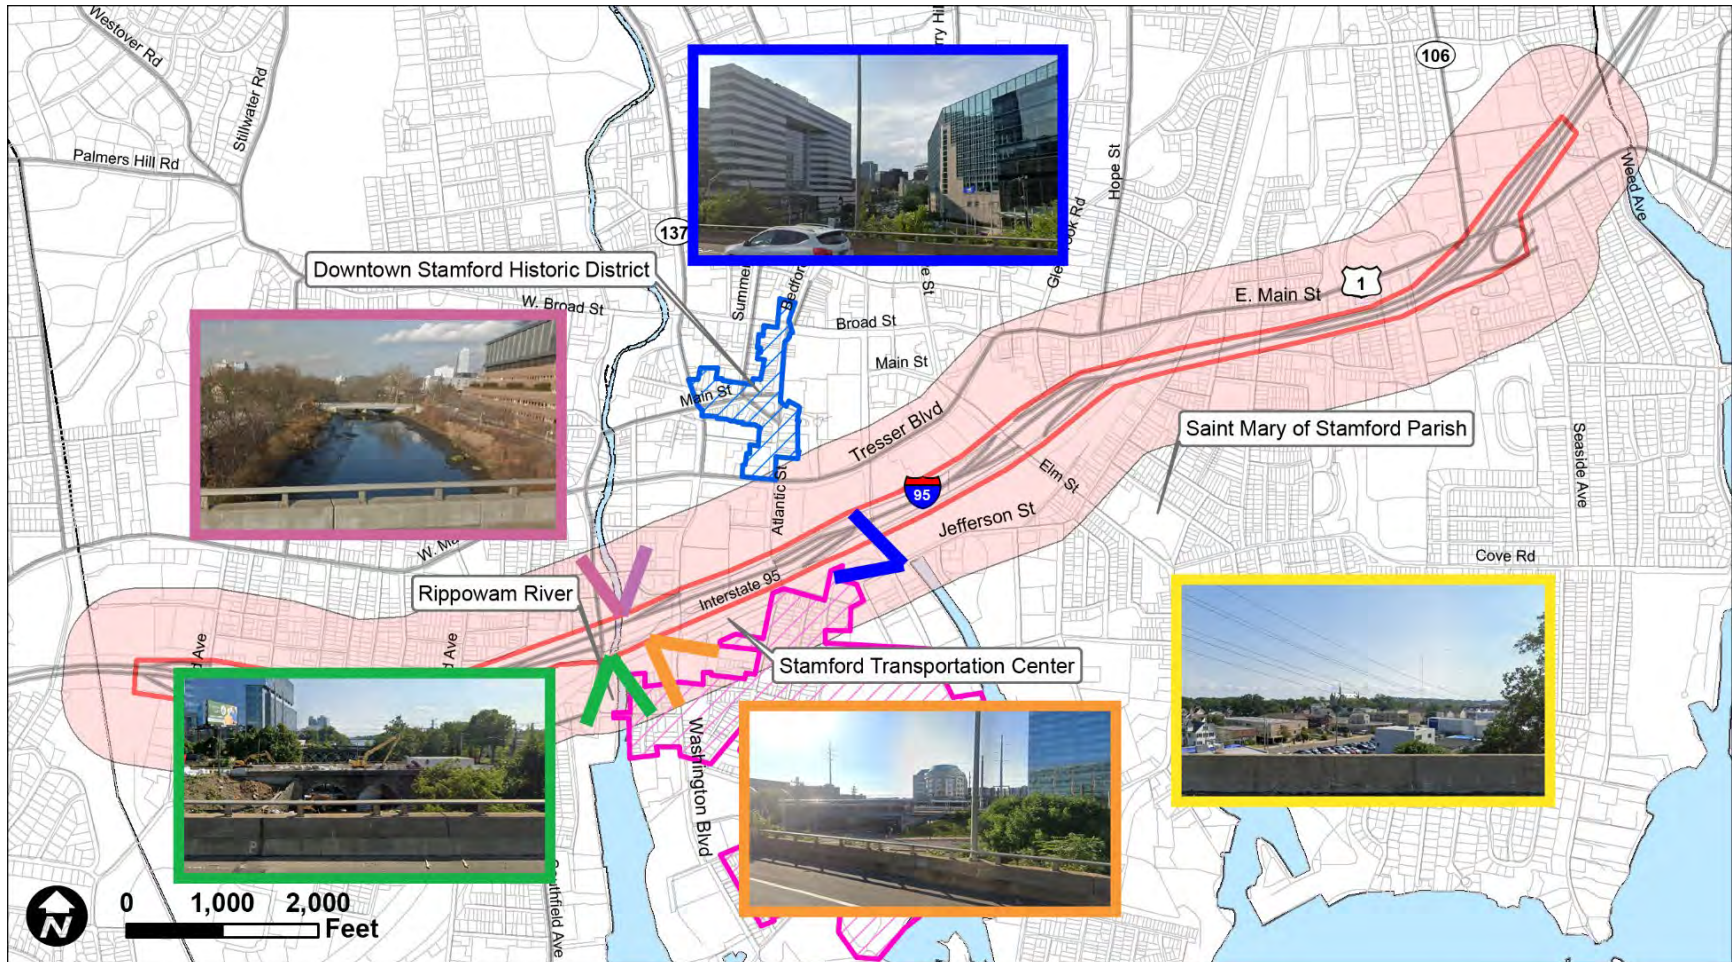 Westover Rd
Stillwater Rd
Palmers Hill Rd
106
Hope St
Weed Ave
137
Downtown Stamford Historic District
W. Broad St
Broad St
1
E. Main St
Main St
Main St
Tresser Blvd
Saint Mary of Stamford Parish
Seaside Ave
Elm St
95
Atlantic St
Jefferson St
Cove Rd
Rippowam River
Interstate 95
Stamford Transportation Center
Washington Blvd
N
0 1,000 2,000
Feet